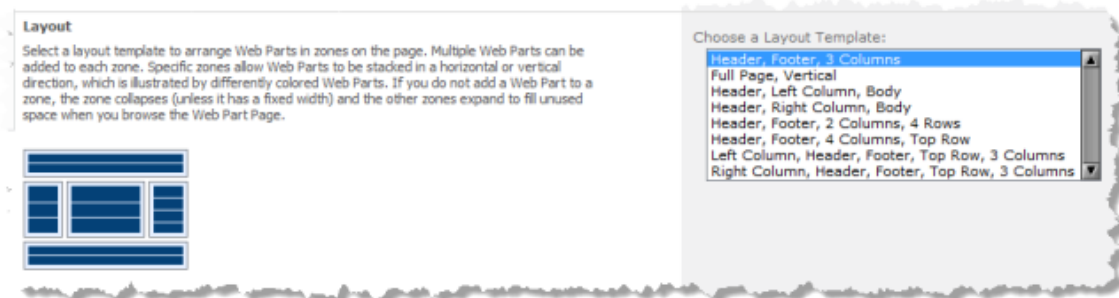 Layout
Select a layout template to arrange Web Parts in zones on the page. Multiple Web Parts can be
added to each zone. Specific zones allow Web Parts to be stacked in a horizontal or vertical
direction, which is illustrated by differently colored Web Parts. If you do not add a Web Part to a
zone, the zone collapses (unless it has a fixed width) and the other zones expand to fill unused
space when you browse the Web Part Page.
Choose a Layout Template:
Header, Footer, 3 Columns
Full Page, Vertical
Header, Left Column, Body
Header, Right Column, Body
Header, Footer, 2 Columns, 4 Rows
Header, Footer, 4 Columns, Top Row
Left Column, Header, Footer, Top Row, 3 Columns
Right Column, Header, Footer, Top Row, 3 Columns